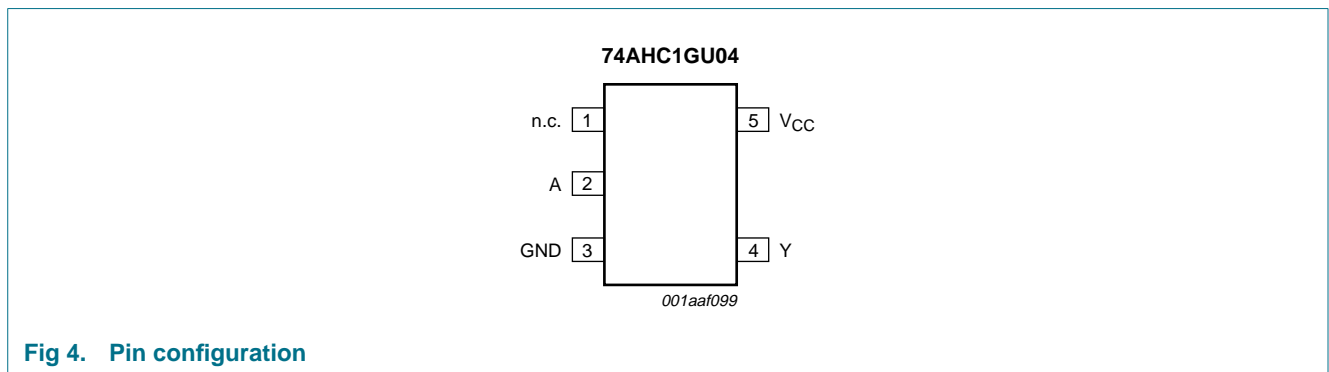 74AHC1GU04
n.c. 1
5 VCC
A 2
GND 3
4 Y
001aaf099
Fig 4. Pin configuration